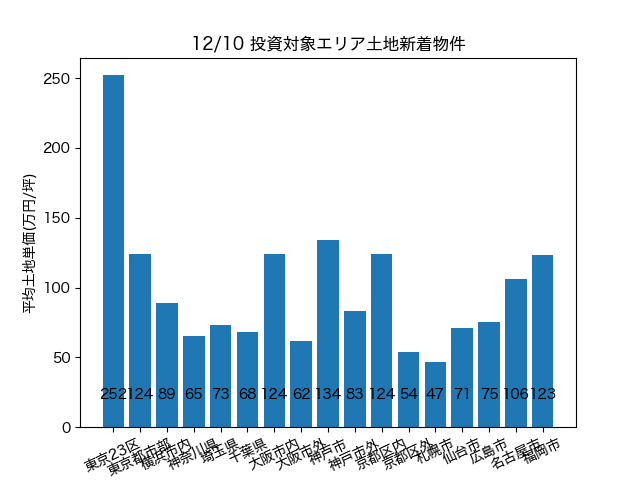 12/10 投資対象エリア土地新着物件
平均土地単価(万円/坪)
250
200
150
100
50
0
252 124 89 65 73 68 124 62 134 83 124 54 47 71 75 106 123
東京23区
東京都市部
横浜市内
神奈川県
埼玉県
千葉県
大阪市内
大阪市外
神戸市
神戸市外
京都区内
京都区外
札幌市
仙台市
広島市
名古屋市
福岡市